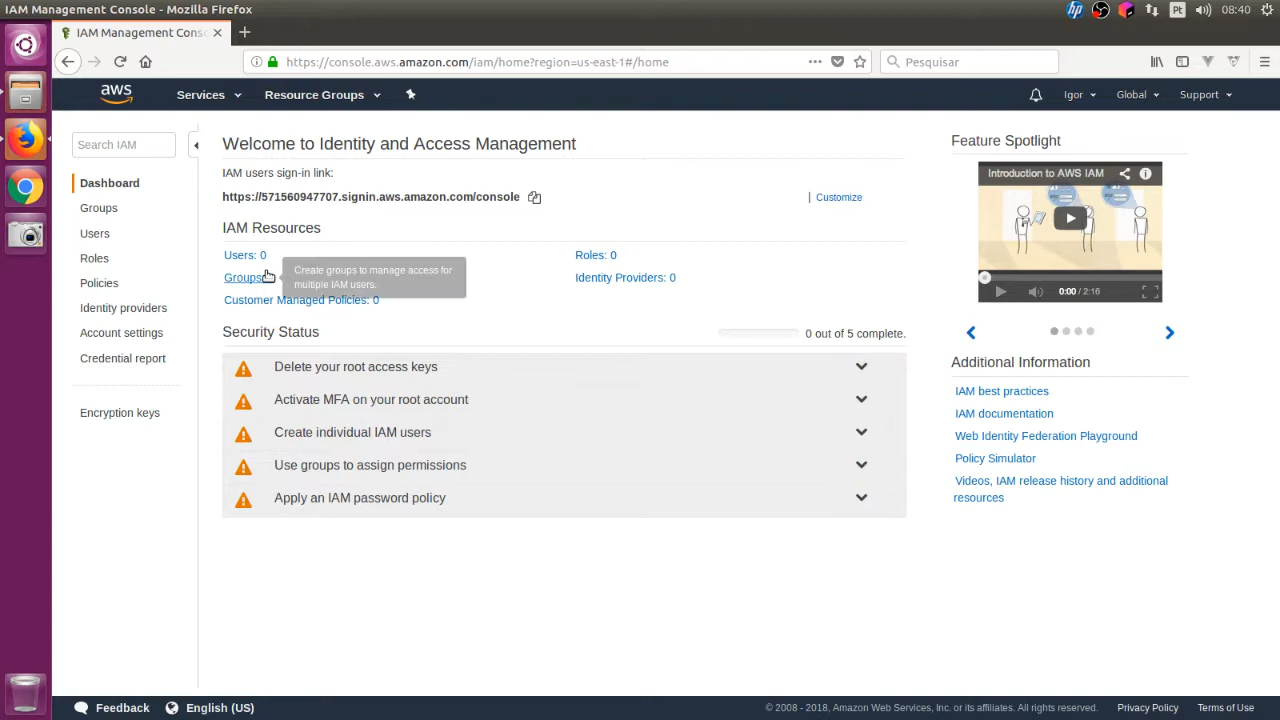 IAM Management Console - Mozilla Firefox
Pt
08:40
IAM Management Conso
https://console.aws.amazon.com/iam/home?region=us-east-1#/home
Pesquisar
aws
Services
Resource Groups
Igor
Global
Support
Search IAM
Dashboard
Groups
Users
Roles
Policies
Identity providers
Account settings
Credential report
Encryption keys
Welcome to Identity and Access Management
IAM users sign-in link:
https://571560947707.signin.aws.amazon.com/console
Customize
IAM Resources
Users: 0
Roles: 0
Groups
Identity Providers: 0
Create groups to manage access for
multiple IAM users.
Customer Managed Policies: 0
Security Status
0 out of 5 complete.
Delete your root access keys
Activate MFA on your root account
Create individual IAM users
Use groups to assign permissions
Apply an IAM password policy
Feature Spotlight
Introduction to AWS IAM
0:00 / 2:16
Additional Information
IAM best practices
IAM documentation
Web Identity Federation Playground
Policy Simulator
Videos, IAM release history and additional
resources
Feedback
English (US)
© 2008 - 2018, Amazon Web Services, Inc. or its affiliates. All rights reserved.
Privacy Policy
Terms of Use